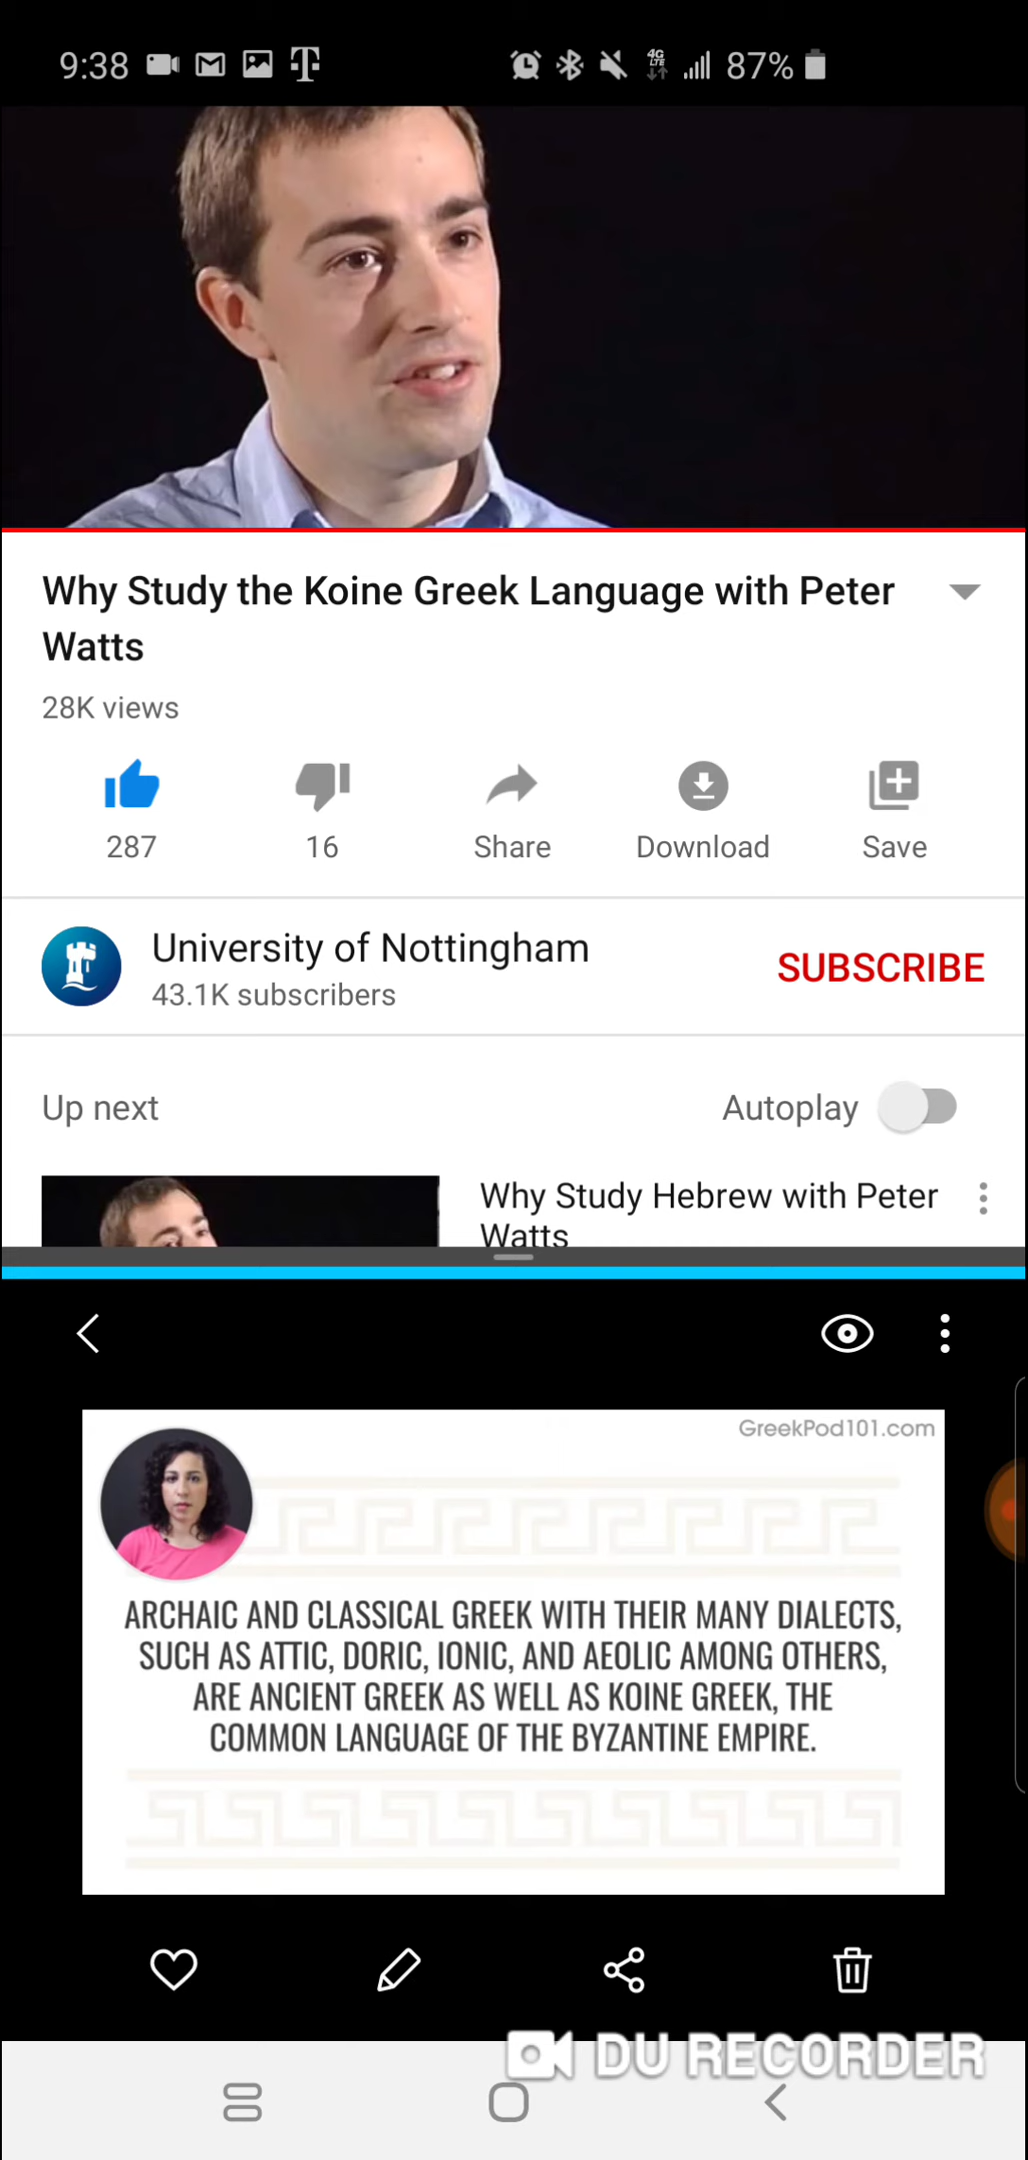 9:38
4G
LTE
87%
Why Study the Koine Greek Language with Peter
Watts
28K views
287
16
Share
Download
Save
University of Nottingham
43.1K subscribers
SUBSCRIBE
Up next
Autoplay
Why Study Hebrew with Peter
Watts
GreekPod101.com
ARCHAIC AND CLASSICAL GREEK WITH THEIR MANY DIALECTS,
SUCH AS ATTIC, DORIC, IONIC, AND AEOLIC AMONG OTHERS,
ARE ANCIENT GREEK AS WELL AS KOINE GREEK, THE
COMMON LANGUAGE OF THE BYZANTINE EMPIRE.
DU RECORDER